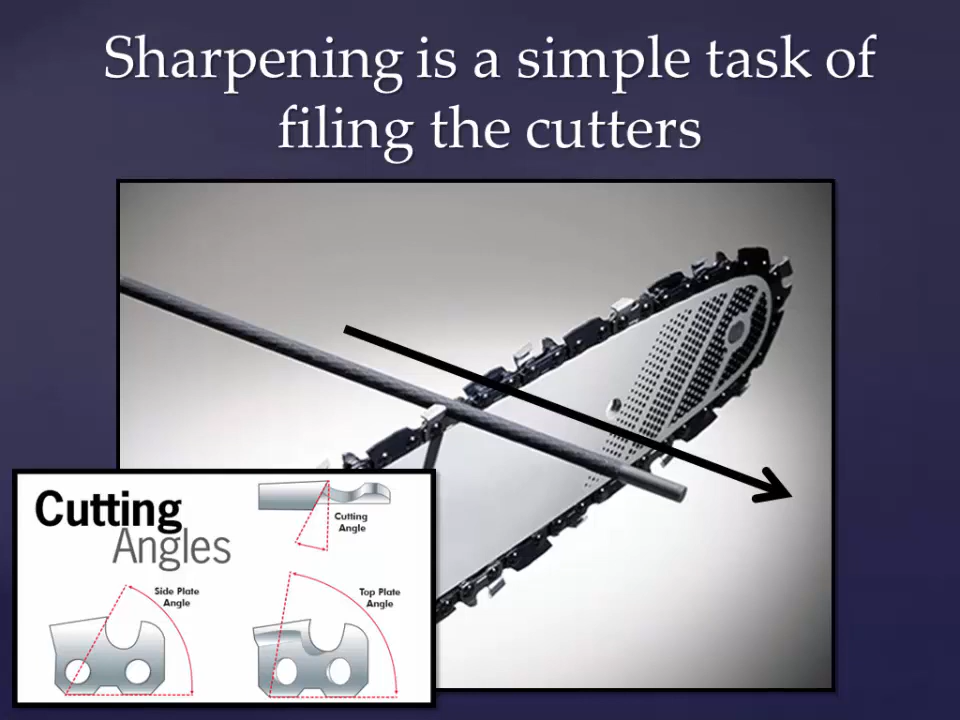 Sharpening is a simple task of
filing the cutters
Cutting
Angles
Cutting
Angle
Side Plate
Angle
Top Plate
Angle